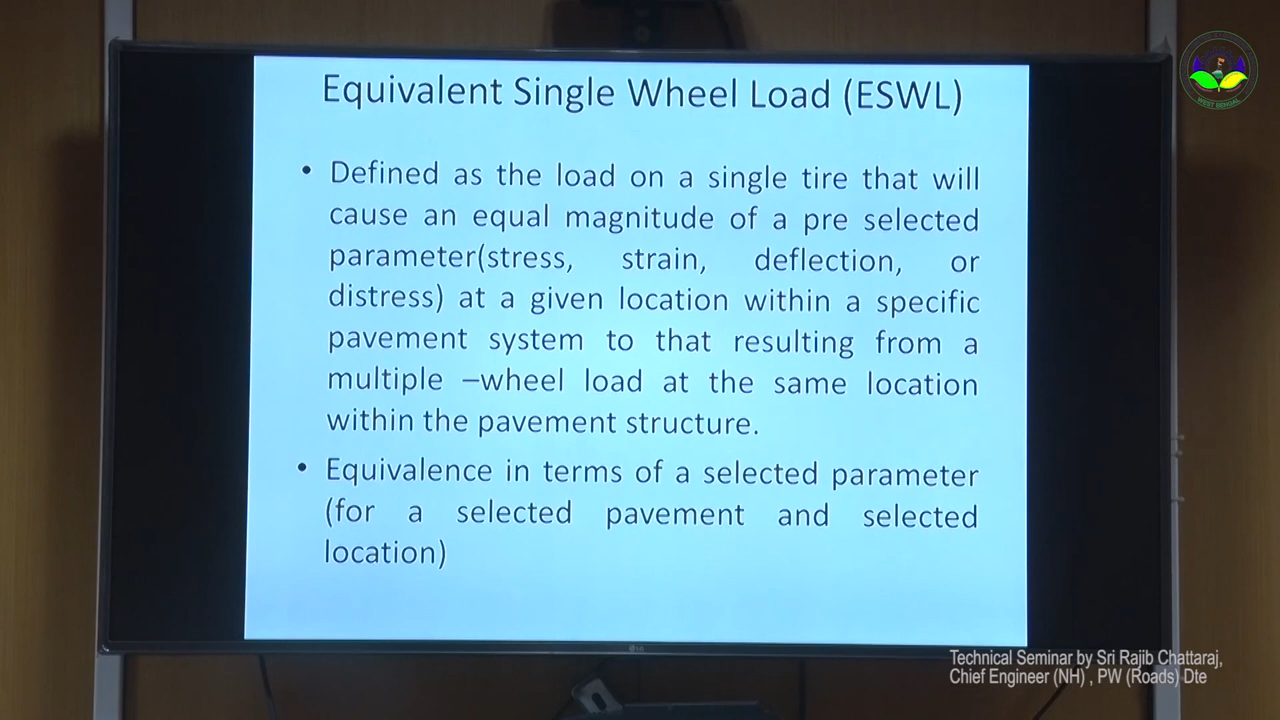 Equivalent Single Wheel Load (ESWL)
• Defined as the load on a single tire that will
cause an equal magnitude of a pre selected
parameter(stress, strain, deflection, or
distress) at a given location within a specific
pavement system to that resulting from a
multiple –wheel load at the same location
within the pavement structure.
• Equivalence in terms of a selected parameter
(for a selected pavement and selected
location)
LG
WEST BENGAL
Technical Seminar by Sri Rajib Chattaraj,
Chief Engineer (NH) , PW (Roads) Dte